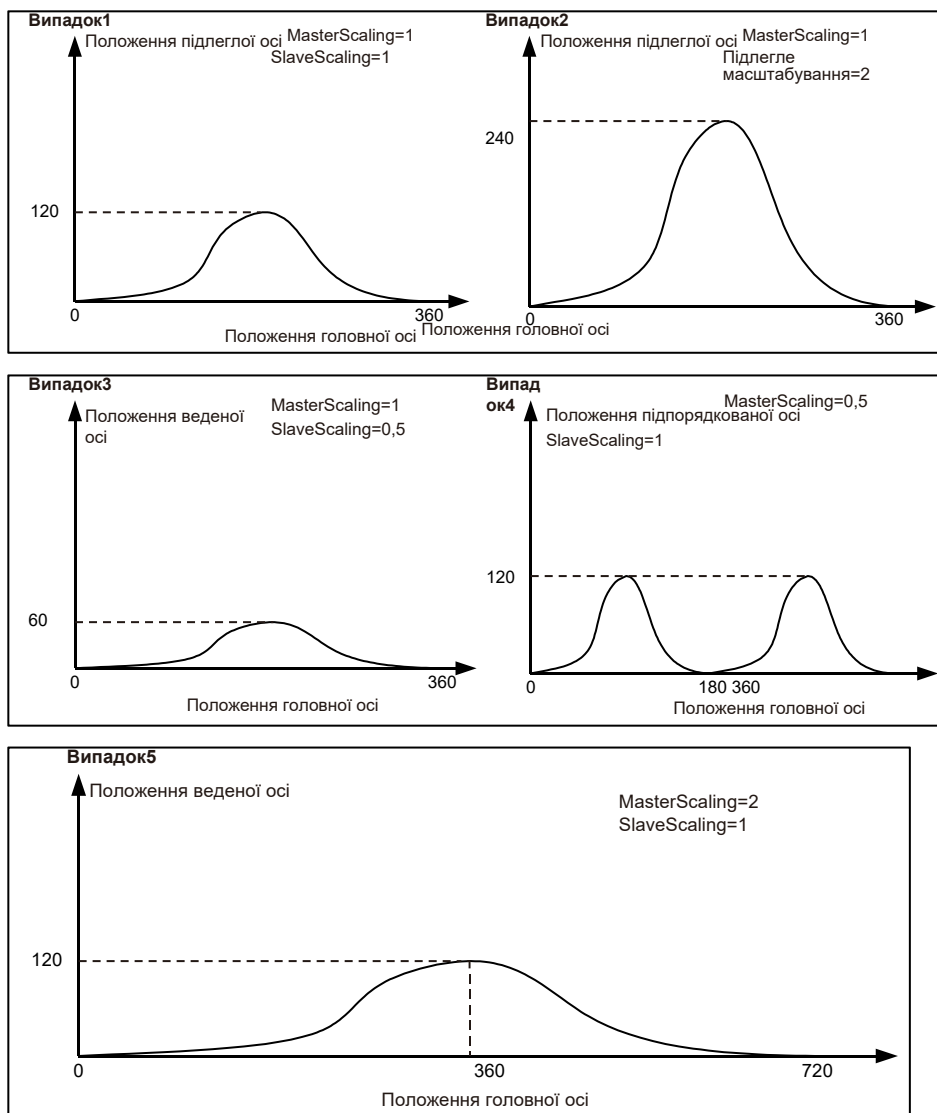 Випадок1
Положення підлеглої осі MasterScaling=1
SlaveScaling=1
120
0
360
Положення головної осі
Випадок2
Положення підлеглої осі MasterScaling=1
Підлегле
масштабування=2
240
0
360
Положення головної осі
Випадок3
Положення веденої
осі
MasterScaling=1
SlaveScaling=0,5
60
0
360
Положення головної осі
Випад
ок4
MasterScaling=0,5
Положення підпорядкованої осі
SlaveScaling=1
120
0
180 360
Положення головної осі
Випадок5
Положення веденої осі
MasterScaling=2
SlaveScaling=1
120
0
360
720
Положення головної осі